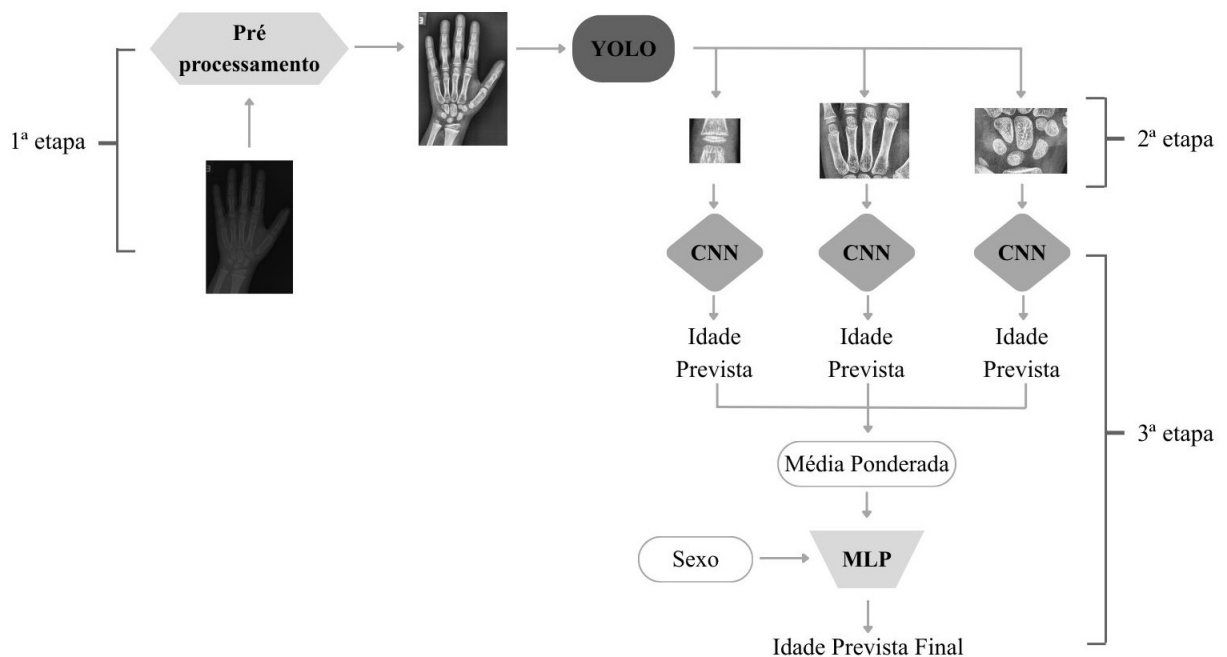 Pré
processamento
YOLO
1ª etapa
2ª etapa
CNN
CNN
CNN
Idade
Prevista
Idade
Prevista
Idade
Prevista
3ª etapa
Média Ponderada
Sexo
MLP
Idade Prevista Final